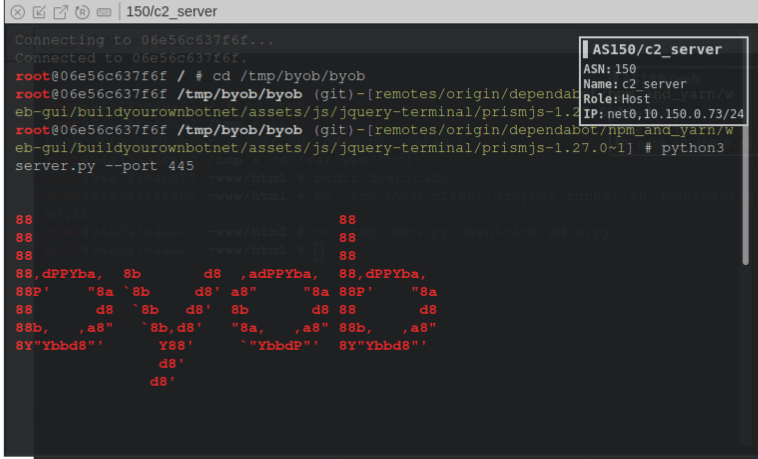 150/c2_server
Connecting to 06e56c637f6f...
Connected to 06e56c637f6f.
root@06e56c637f6f / # cd /tmp/byob/byob
root@06e56c637f6f /tmp/byob/byob (git)-[remotes/origin/dependabot/npm_and_yarn/w
eb-gui/buildyourownbotnet/assets/js/jquery-terminal/prismjs-1.2
root@06e56c637f6f /tmp/byob/byob (git)-[remotes/origin/dependabot/npm_and_yarn/w
eb-gui/buildyourownbotnet/assets/js/jquery-terminal/prismjs-1.27.0~1] # python3
server.py --port 445
AS150/c2_server
ASN: 150
Name: c2_server
Role: Host
IP: net0,10.150.0.73/24
88                                  88
88                                  88
88                                  88
88,dPPYba,  8b       d8  ,adPPYba,  88,dPPYba,
88P'    "8a `8b     d8' a8"     "8a 88P'    "8a
88       d8  `8b   d8'  8b       d8 88       d8
88b,   ,a8"   `8b,d8'   "8a,   ,a8" 88b,   ,a8"
8Y"Ybbd8"'      Y88'     `"YbbdP"'  8Y"Ybbd8"'
                d8'
               d8'